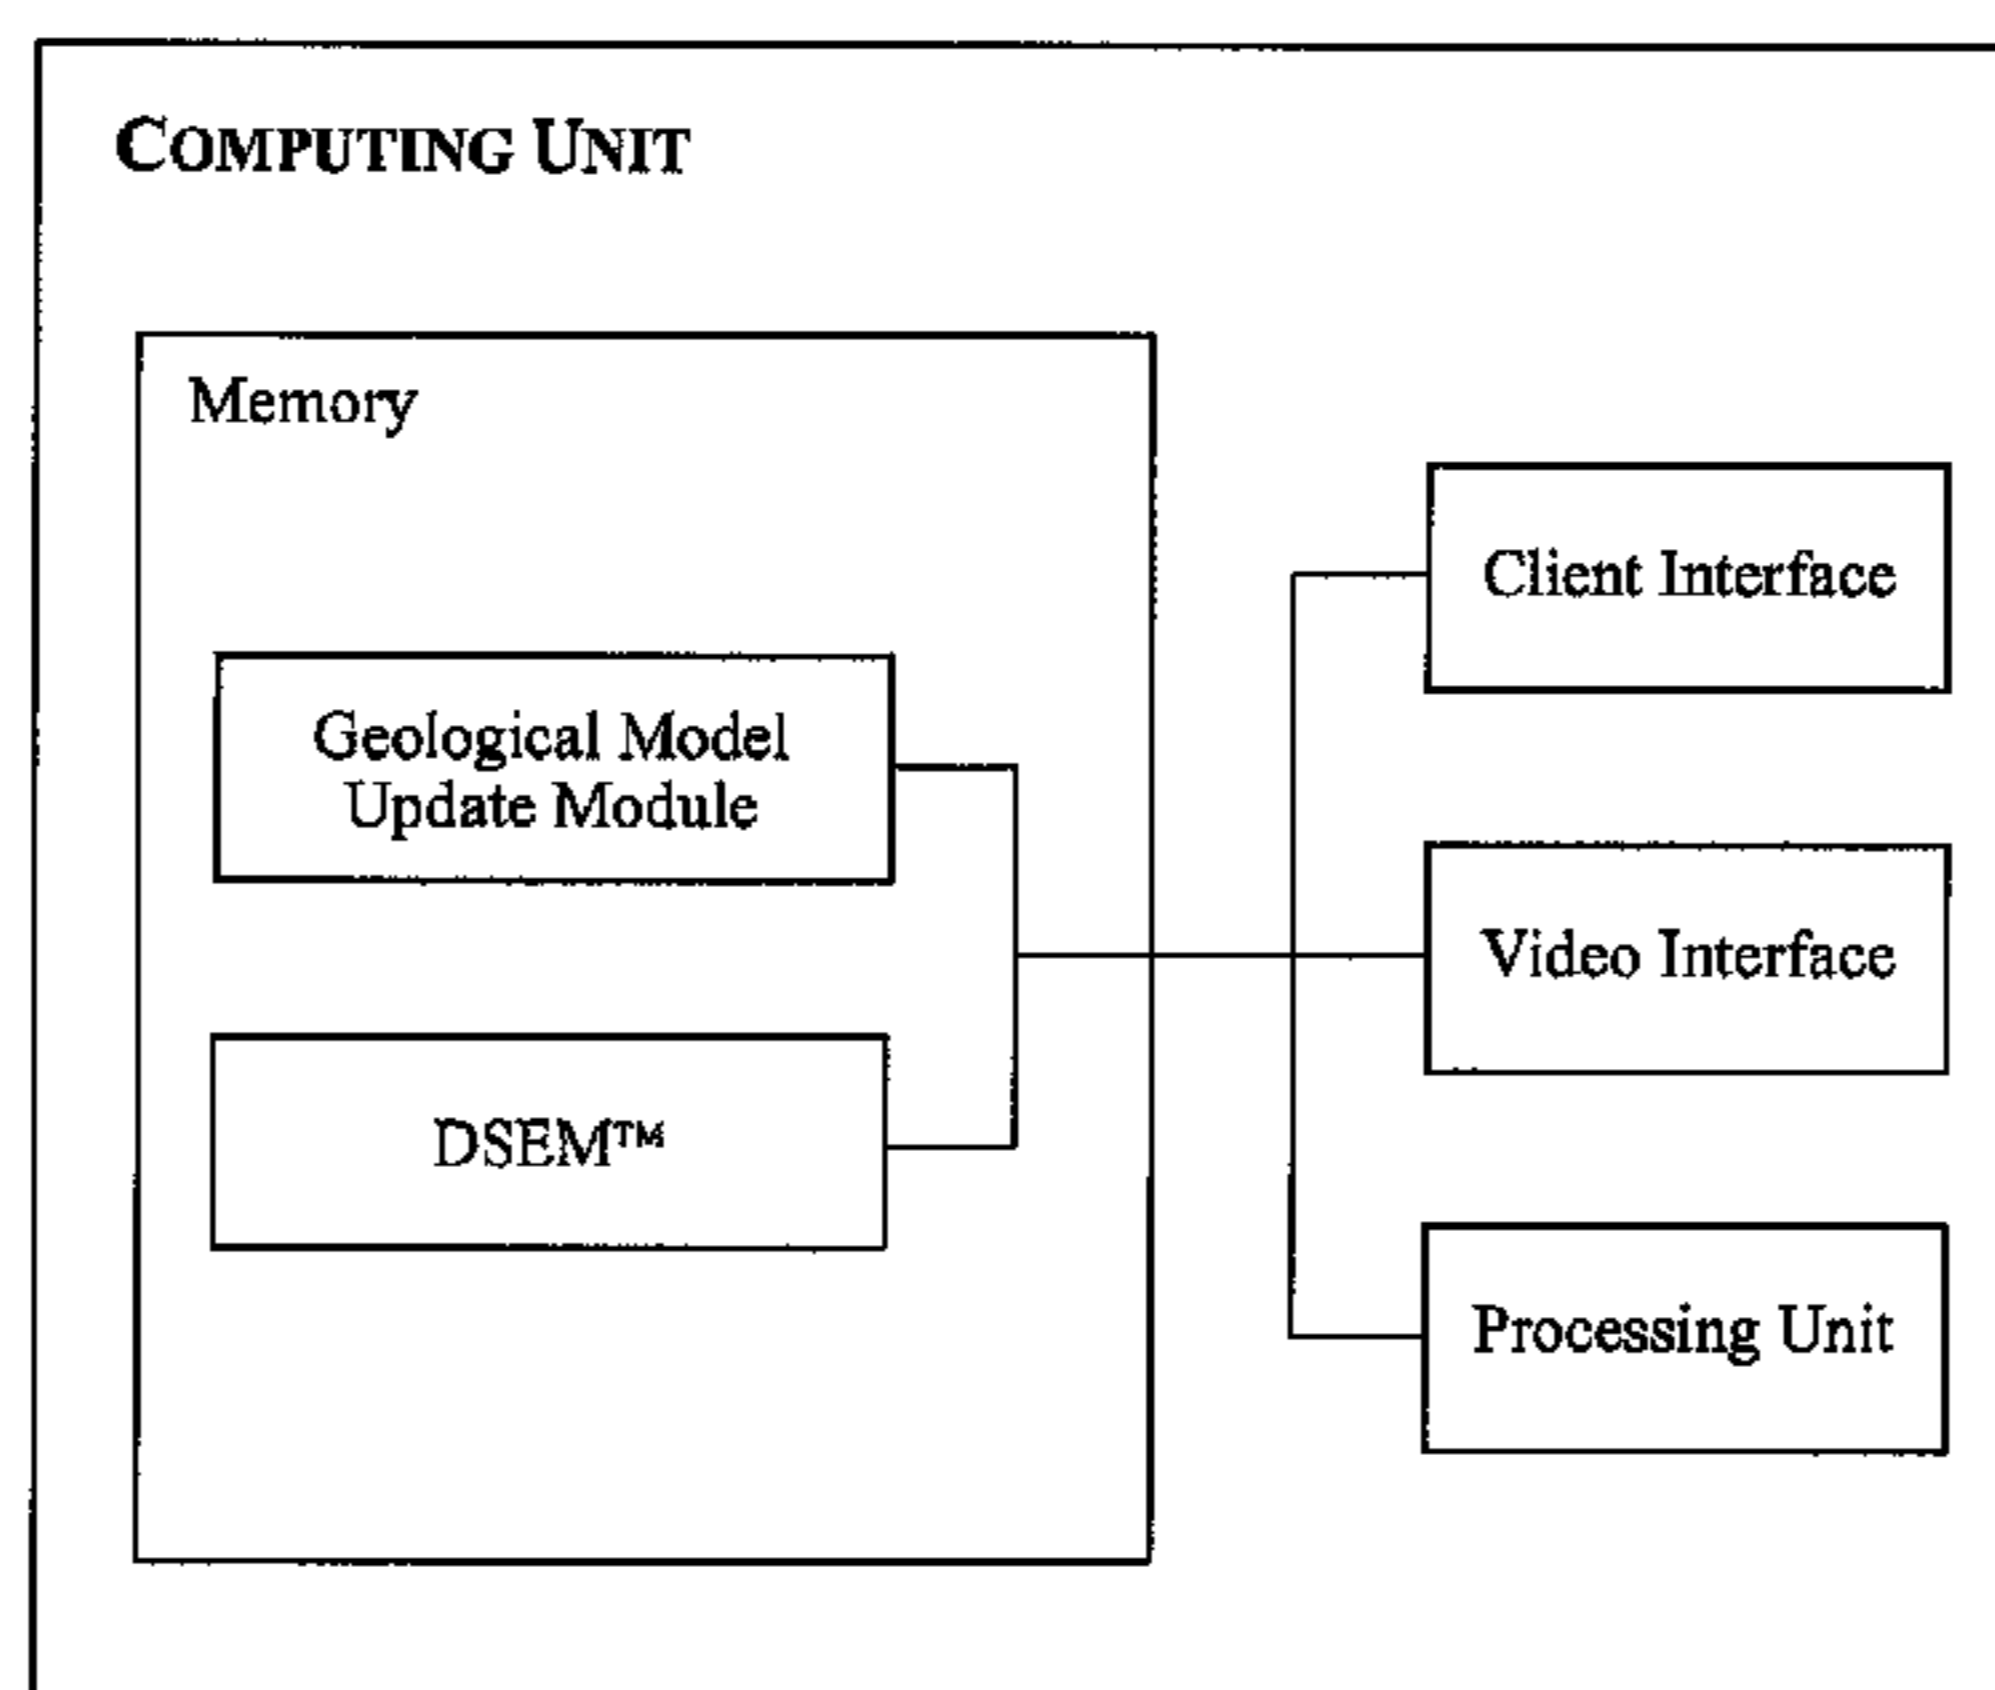 COMPUTING UNIT
Memory
Geological Model
Update Module
DSEM™
Client Interface
Video Interface
Processing Unit